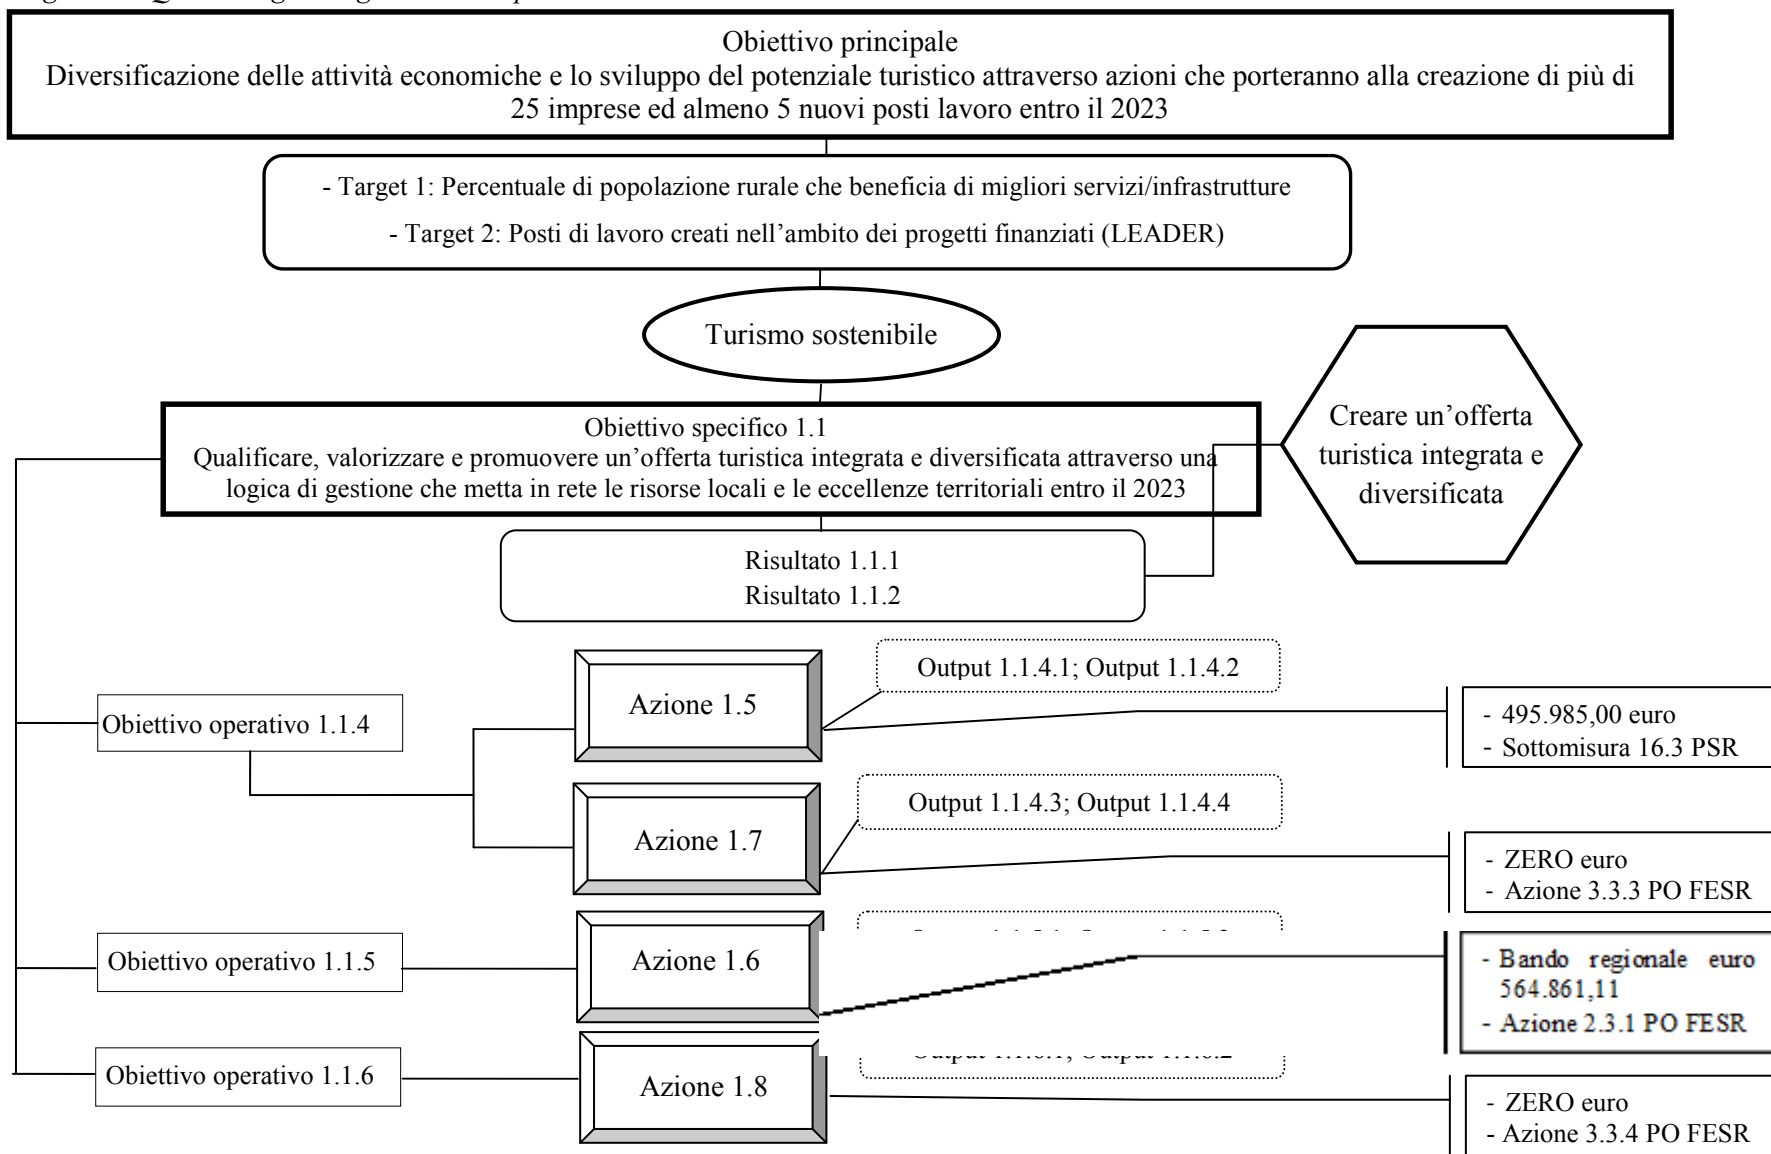 Obiettivo principale
Diversificazione delle attività economiche e lo sviluppo del potenziale turistico attraverso azioni che porteranno alla creazione di più di
25 imprese ed almeno 5 nuovi posti lavoro entro il 2023
- Target 1: Percentuale di popolazione rurale che beneficia di migliori servizi/infrastrutture
- Target 2: Posti di lavoro creati nell'ambito dei progetti finanziati (LEADER)
Turismo sostenibile
Obiettivo specifico 1.1
Qualificare, valorizzare e promuovere un'offerta turistica integrata e diversificata attraverso una
logica di gestione che metta in rete le risorse locali e le eccellenze territoriali entro il 2023
Creare un'offerta
turistica integrata e
diversificata
Risultato 1.1.1
Risultato 1.1.2
Obiettivo operativo 1.1.4
Azione 1.5
Output 1.1.4.1; Output 1.1.4.2
- 495.985,00 euro
- Sottomisura 16.3 PSR
Azione 1.7
Output 1.1.4.3; Output 1.1.4.4
- ZERO euro
- Azione 3.3.3 PO FESR
Obiettivo operativo 1.1.5
Azione 1.6
- Bando regionale euro
564.861,11
- Azione 2.3.1 PO FESR
Obiettivo operativo 1.1.6
Azione 1.8
- ZERO euro
- Azione 3.3.4 PO FESR